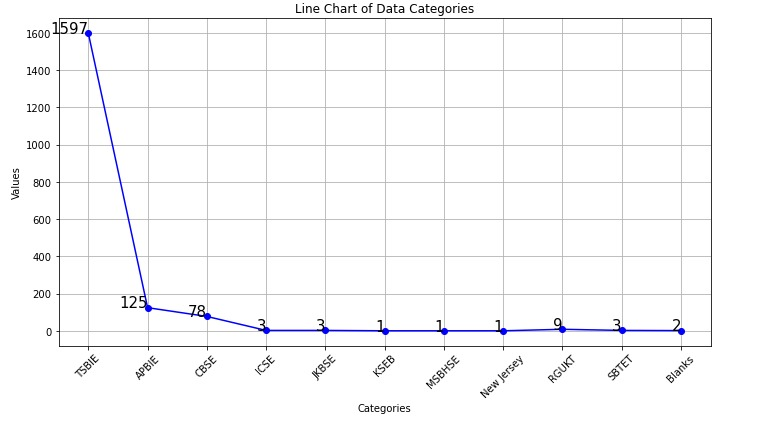 Line Chart of Data Categories
Values
1600
1400
1200
1000
800
600
400
200
0
1597
125
78
3
3
1
1
1
9
3
2
TSBIE
APBIE
CBSE
ICSE
JKBSE
KSEB
MSBHSE
New Jersey
RGUKT
SBTET
Blanks
Categories